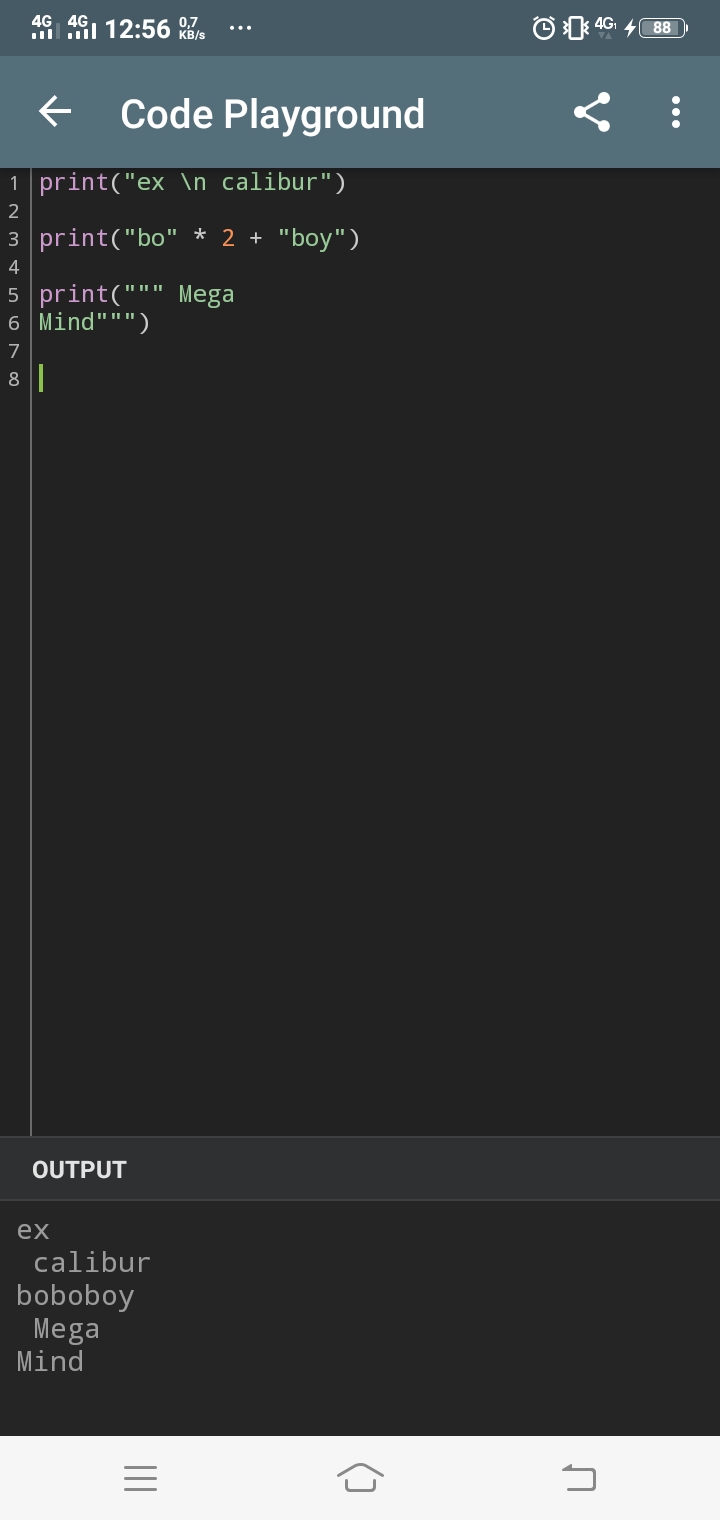 4G 4G 12:56 0,7 KB/s ... 4G 88
Code Playground
1 print("ex \n calibur")
2
3 print("bo" * 2 + "boy")
4
5 print(""" Mega
6 Mind""")
7
8
OUTPUT
ex
 calibur
boboboy
 Mega
Mind